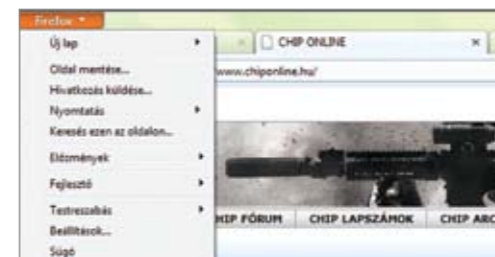 Firefox
Új lap
CHIP ONLINE
Oldal mentése...
www.chiponline.hu/
Hivatkozás küldése...
Nyomtatás
Keresés ezen az oldalon...
Előzmények
Fejlesztő
Testreszabás
HIP FÓRUM
CHIP LAPSZÁMOK
CHIP ARC
Beállítások...
Súgó